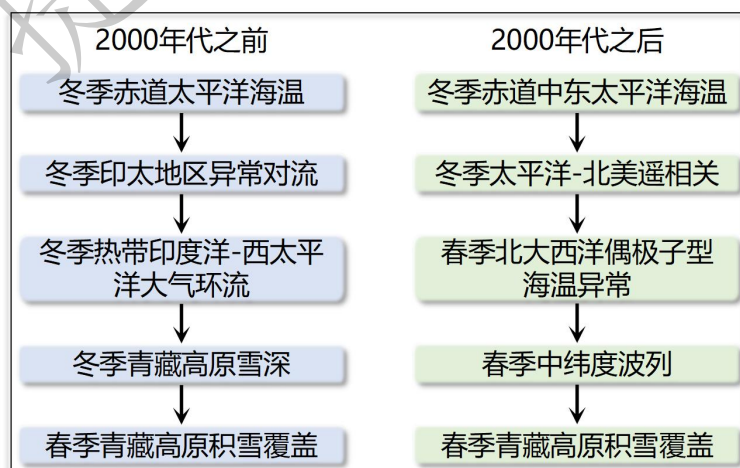 2000年代之前
冬季赤道太平洋海温
冬季印太地区异常对流
冬季热带印度洋-西太平
洋大气环流
冬季青藏高原雪深
春季青藏高原积雪覆盖
2000年代之后
冬季赤道中东太平洋海温
冬季太平洋-北美遥相关
春季北大西洋偶极子型
海温异常
春季中纬度波列
春季青藏高原积雪覆盖